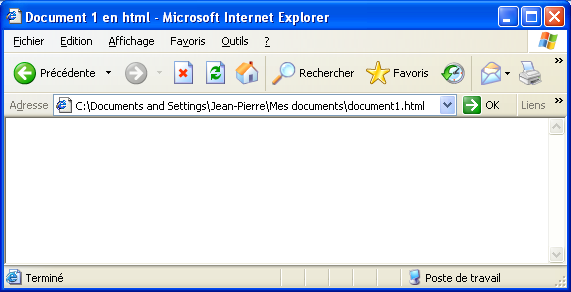 Document 1 en html - Microsoft Internet Explorer
Fichier Edition Affichage Favoris Outils ?
Précédente Rechercher Favoris »
Adresse C:\Documents and Settings\Jean-Pierre\Mes documents\document1.html OK Liens »
Terminé Poste de travail